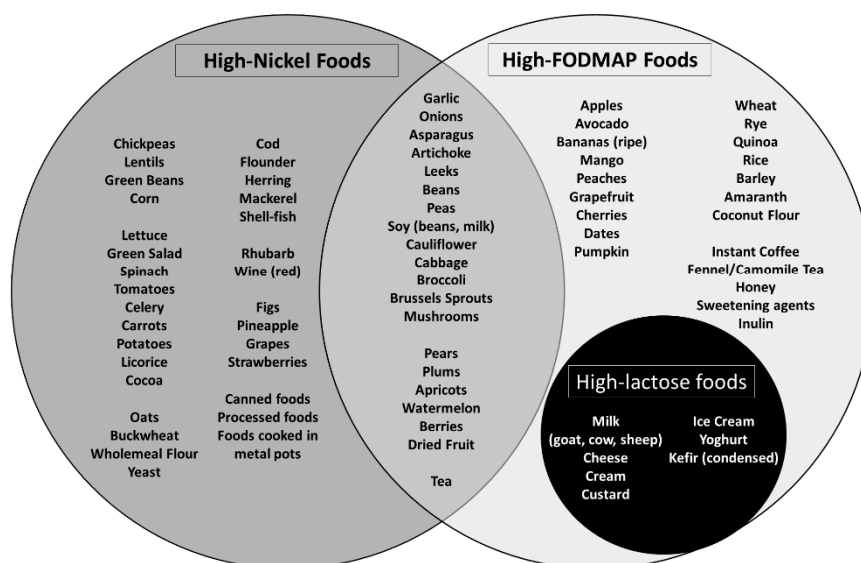 High-Nickel Foods
Chickpeas
Lentils
Green Beans
Corn
Lettuce
Green Salad
Spinach
Tomatoes
Celery
Carrots
Potatoes
Licorice
Cocoa
Oats
Buckwheat
Wholemeal Flour
Yeast
Cod
Flounder
Herring
Mackerel
Shell-fish
Rhubarb
Wine (red)
Figs
Pineapple
Grapes
Strawberries
Canned foods
Processed foods
Foods cooked in
metal pots
Garlic
Onions
Asparagus
Artichoke
Leeks
Beans
Peas
Soy (beans, milk)
Cauliflower
Cabbage
Broccoli
Brussels Sprouts
Mushrooms
Pears
Plums
Apricots
Watermelon
Berries
Dried Fruit
Tea
High-FODMAP Foods
Apples
Avocado
Bananas (ripe)
Mango
Peaches
Grapefruit
Cherries
Dates
Pumpkin
Wheat
Rye
Quinoa
Rice
Barley
Amaranth
Coconut Flour
Instant Coffee
Fennel/Camomile Tea
Honey
Sweetening agents
Inulin
High-lactose foods
Milk
(goat, cow, sheep)
Cheese
Cream
Custard
Ice Cream
Yoghurt
Kefir (condensed)